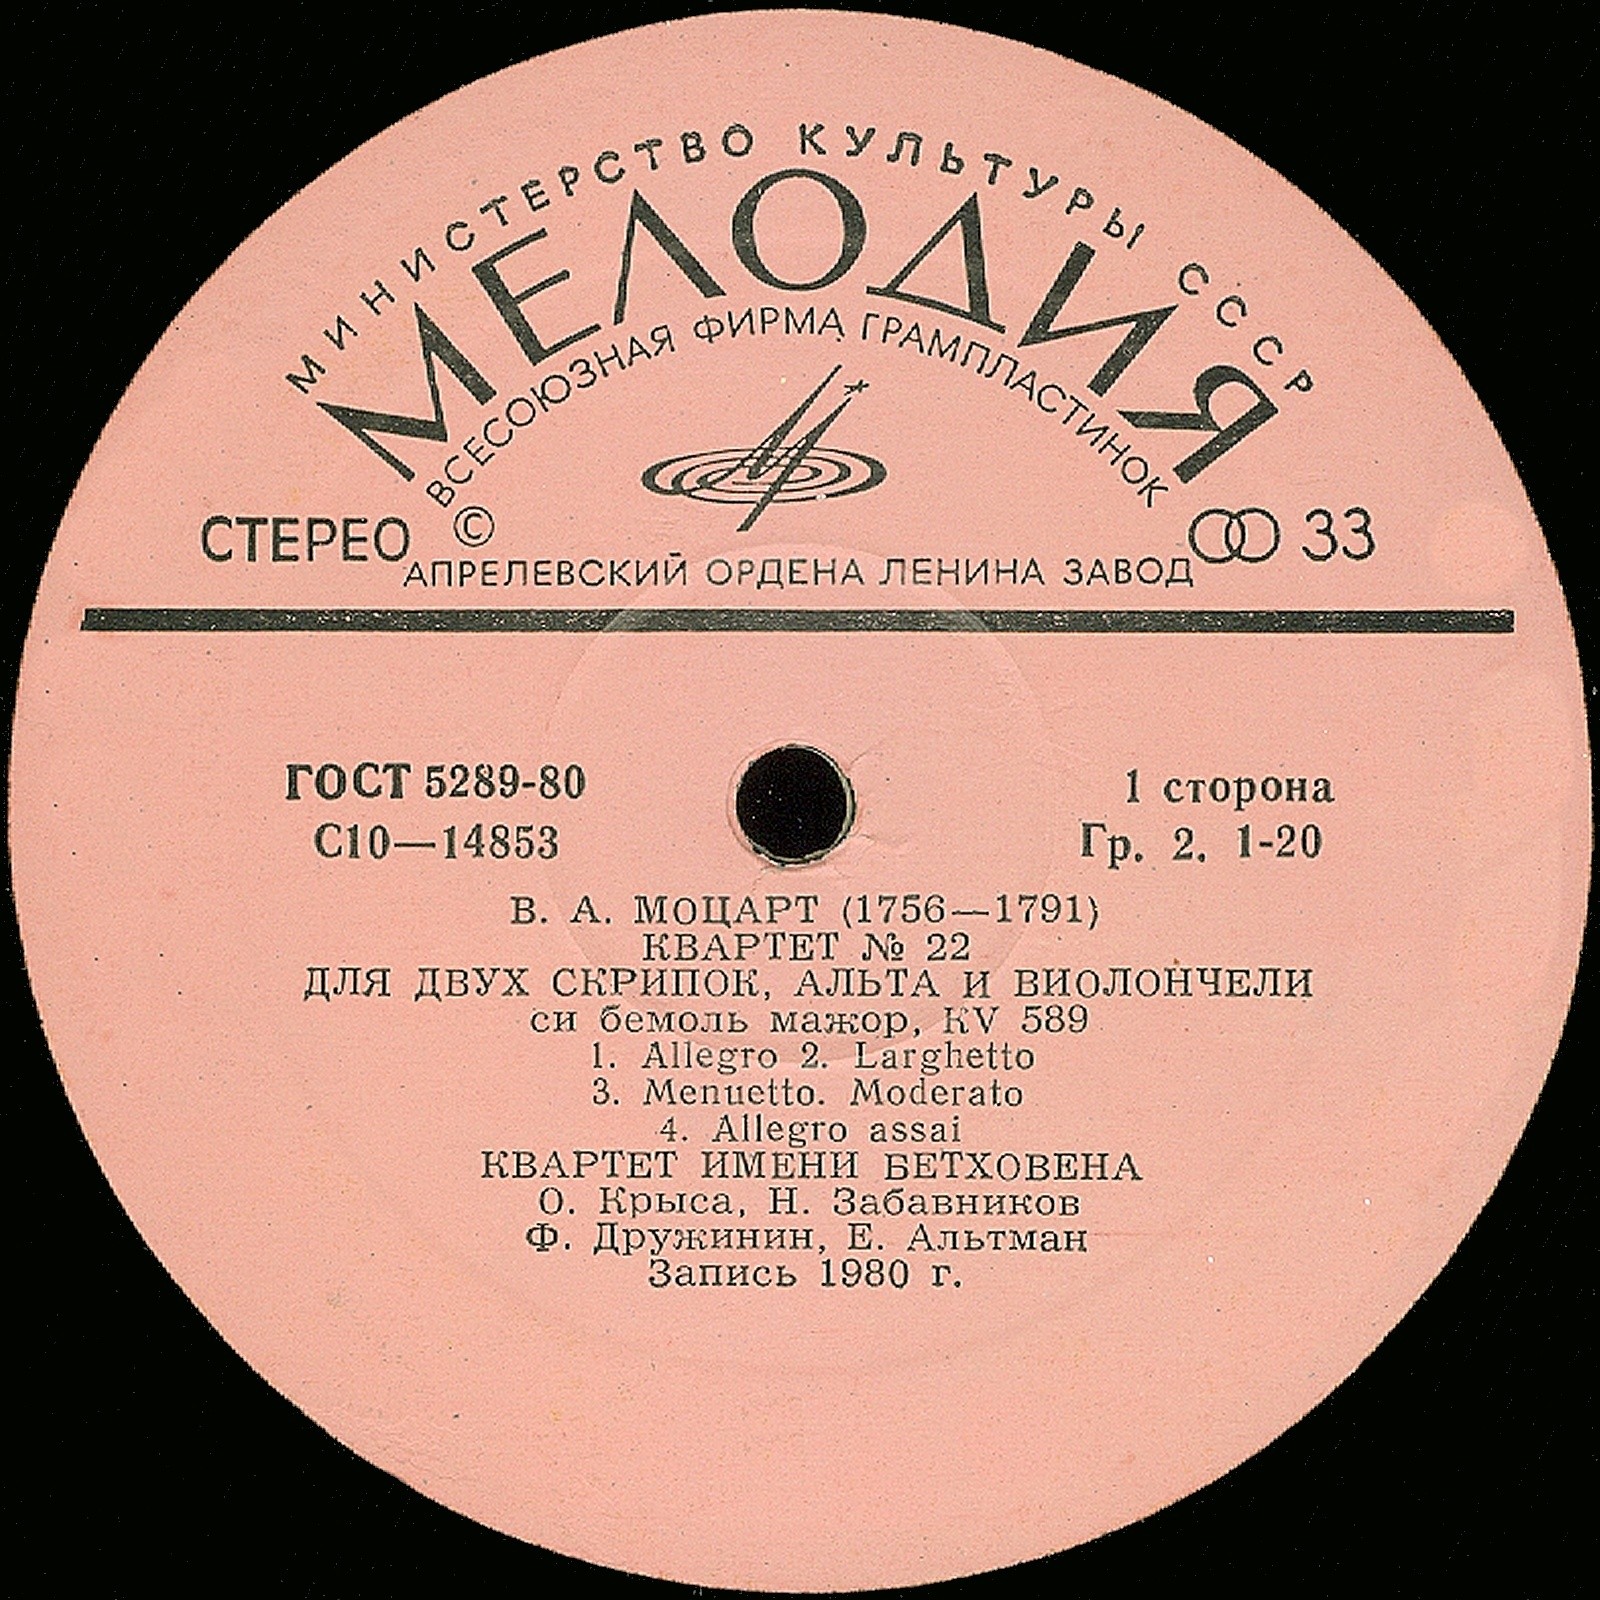 МИНИСТЕРСТВО КУЛЬТУРЫ СССР
МЕЛОДИЯ
ВСЕСОЮЗНАЯ ФИРМА ГРАМПЛАСТИНОК
СТЕРЕО © 33
АПРЕЛЕВСКИЙ ОРДЕНА ЛЕНИНА ЗАВОД
ГОСТ 5289-80 1 сторона
С10—14853 Гр. 2. 1-20
В. А. МОЦАРТ (1756—1791)
КВАРТЕТ № 22
ДЛЯ ДВУХ СКРИПОК, АЛЬТА И ВИОЛОНЧЕЛИ
си бемоль мажор, KV 589
1. Allegro 2. Larghetto
3. Menuetto. Moderato
4. Allegro assai
КВАРТЕТ ИМЕНИ БЕТХОВЕНА
О. Крыса, Н. Забавников
Ф. Дружинин, Е. Альтман
Запись 1980 г.